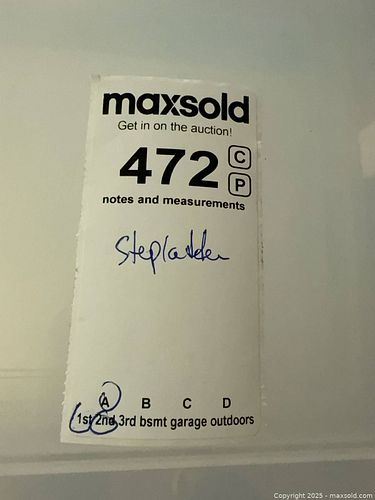 maxsold
Get in on the auction!
472 C
P
notes and measurements
Stepladder
A B C D
1st 2nd 3rd bsmt garage outdoors
Copyright © 2025 - maxsold.com